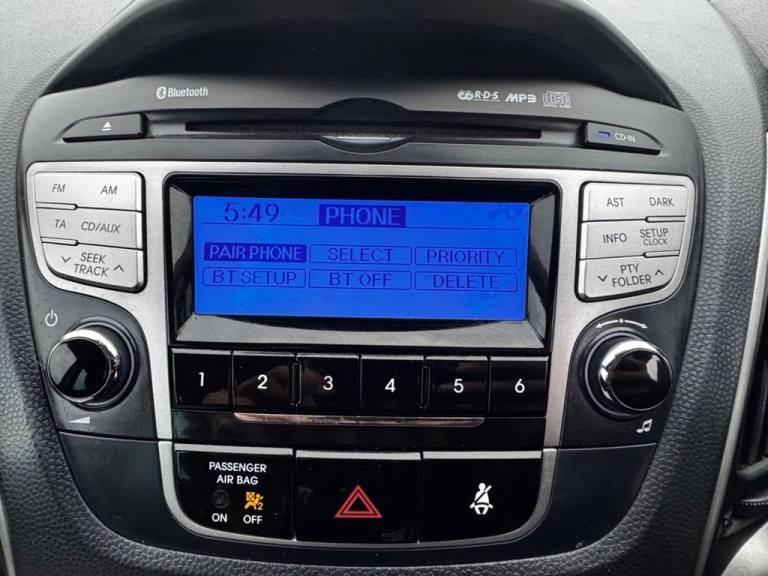 Bluetooth
R·D·S MP3 disc
CD-IN
FM AM
TA CD/AUX
SEEK
TRACK
AST DARK
INFO SETUP
CLOCK
PTY
FOLDER
5:49 PHONE
PAIR PHONE SELECT PRIORITY
BT SETUP BT OFF DELETE
1 2 3 4 5 6
PASSENGER
AIR BAG
2
ON OFF